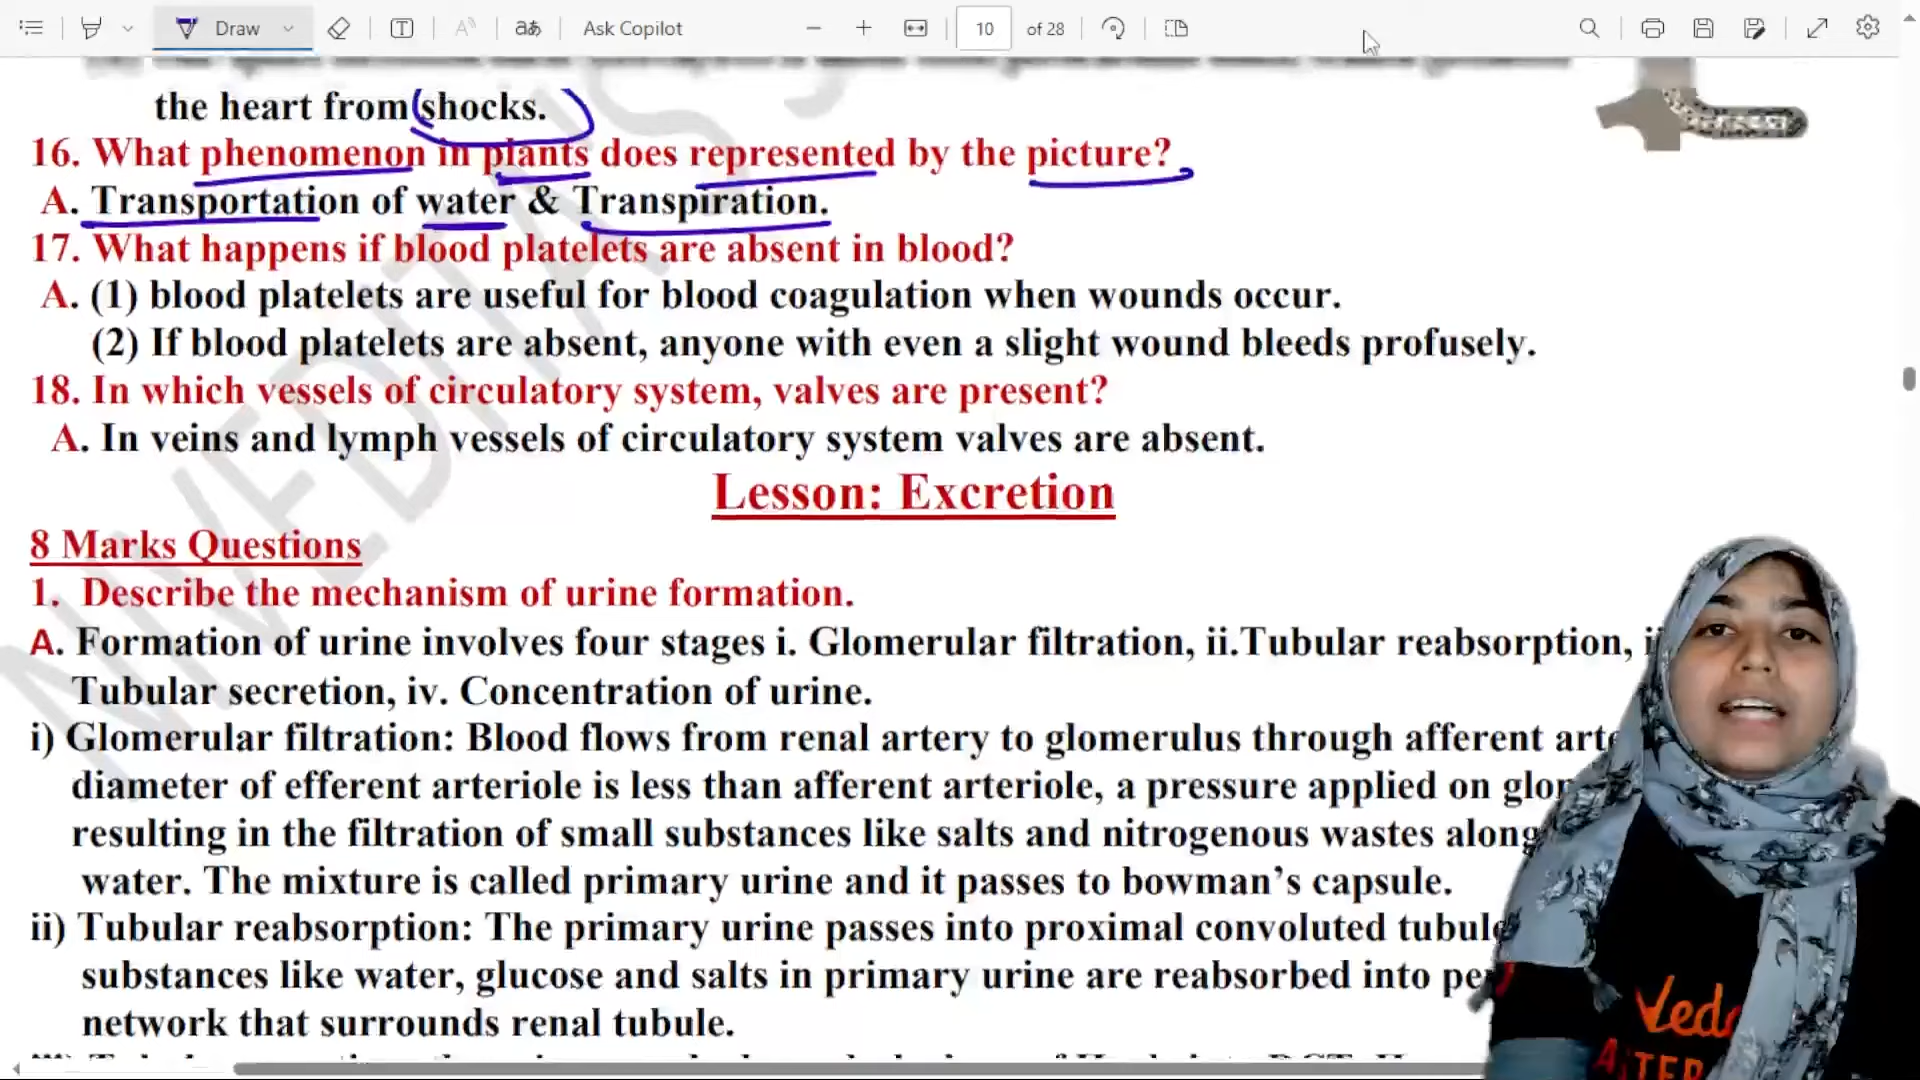 Draw
Ask Copilot
10 of 28
the heart from shocks.
16. What phenomenon in plants does represented by the picture?
A. Transportation of water & Transpiration.
17. What happens if blood platelets are absent in blood?
A. (1) blood platelets are useful for blood coagulation when wounds occur.
(2) If blood platelets are absent, anyone with even a slight wound bleeds profusely.
18. In which vessels of circulatory system, valves are present?
A. In veins and lymph vessels of circulatory system valves are absent.
Lesson: Excretion
8 Marks Questions
1. Describe the mechanism of urine formation.
A. Formation of urine involves four stages i. Glomerular filtration, ii.Tubular reabsorption,
Tubular secretion, iv. Concentration of urine.
i) Glomerular filtration: Blood flows from renal artery to glomerulus through afferent
diameter of efferent arteriole is less than afferent arteriole, a pressure applied on
resulting in the filtration of small substances like salts and nitrogenous wastes along
water. The mixture is called primary urine and it passes to bowman’s capsule.
ii) Tubular reabsorption: The primary urine passes into proximal convoluted
substances like water, glucose and salts in primary urine are reabsorbed into
network that surrounds renal tubule.